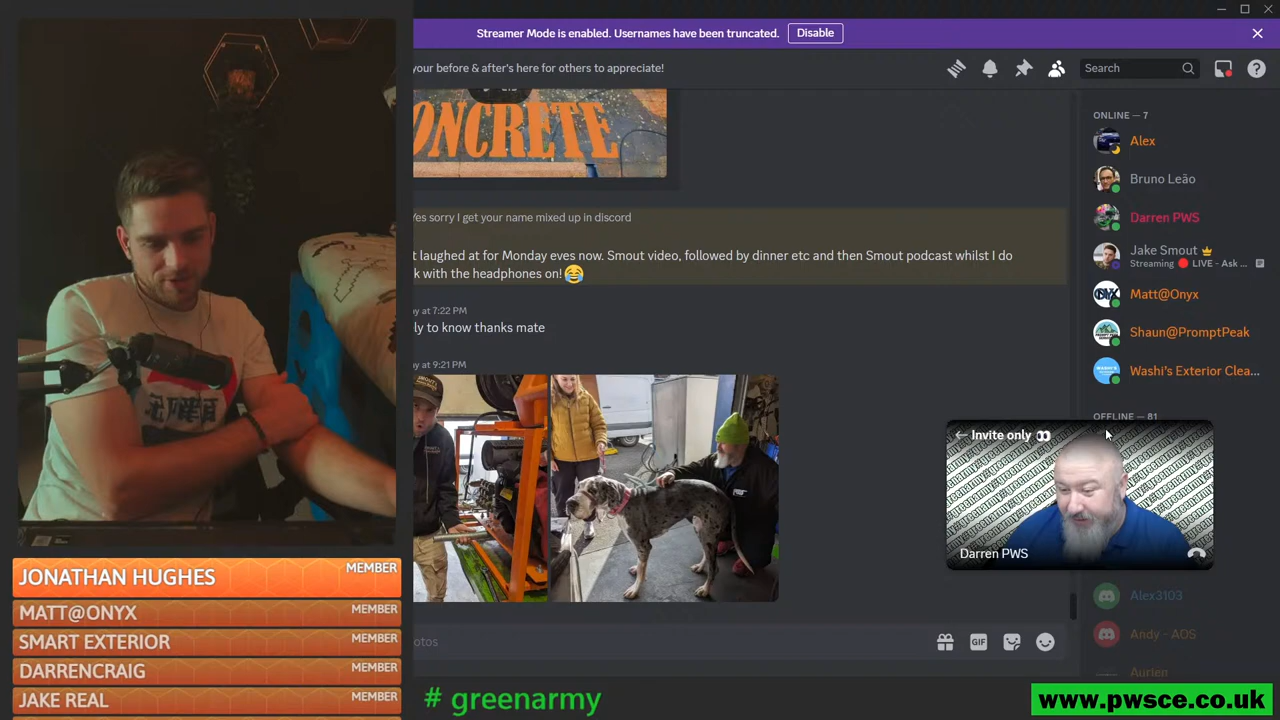 Streamer Mode is enabled. Usernames have been truncated.
Disable
your before & after's here for others to appreciate!
Search
ONCRETE
Yes sorry I get your name mixed up in discord
t laughed at for Monday eves now. Smout video, followed by dinner etc and then Smout podcast whilst I do
k with the headphones on! 😂
ay at 7:22 PM
ly to know thanks mate
ay at 9:21 PM
otos
GIF
ONLINE — 7
Alex
Bruno Leão
Darren PWS
Jake Smout
Streaming 🔴 LIVE - Ask ...
Matt@Onyx
Shaun@PromptPeak
Washi's Exterior Clea...
OFFLINE — 81
Invite only 👀
Darren PWS
Alex3103
Andy - AOS
Aurien
JONATHAN HUGHES
MEMBER
MATT@ONYX
MEMBER
SMART EXTERIOR
MEMBER
DARRENCRAIG
MEMBER
JAKE REAL
MEMBER
# greenarmy
www.pwsce.co.uk